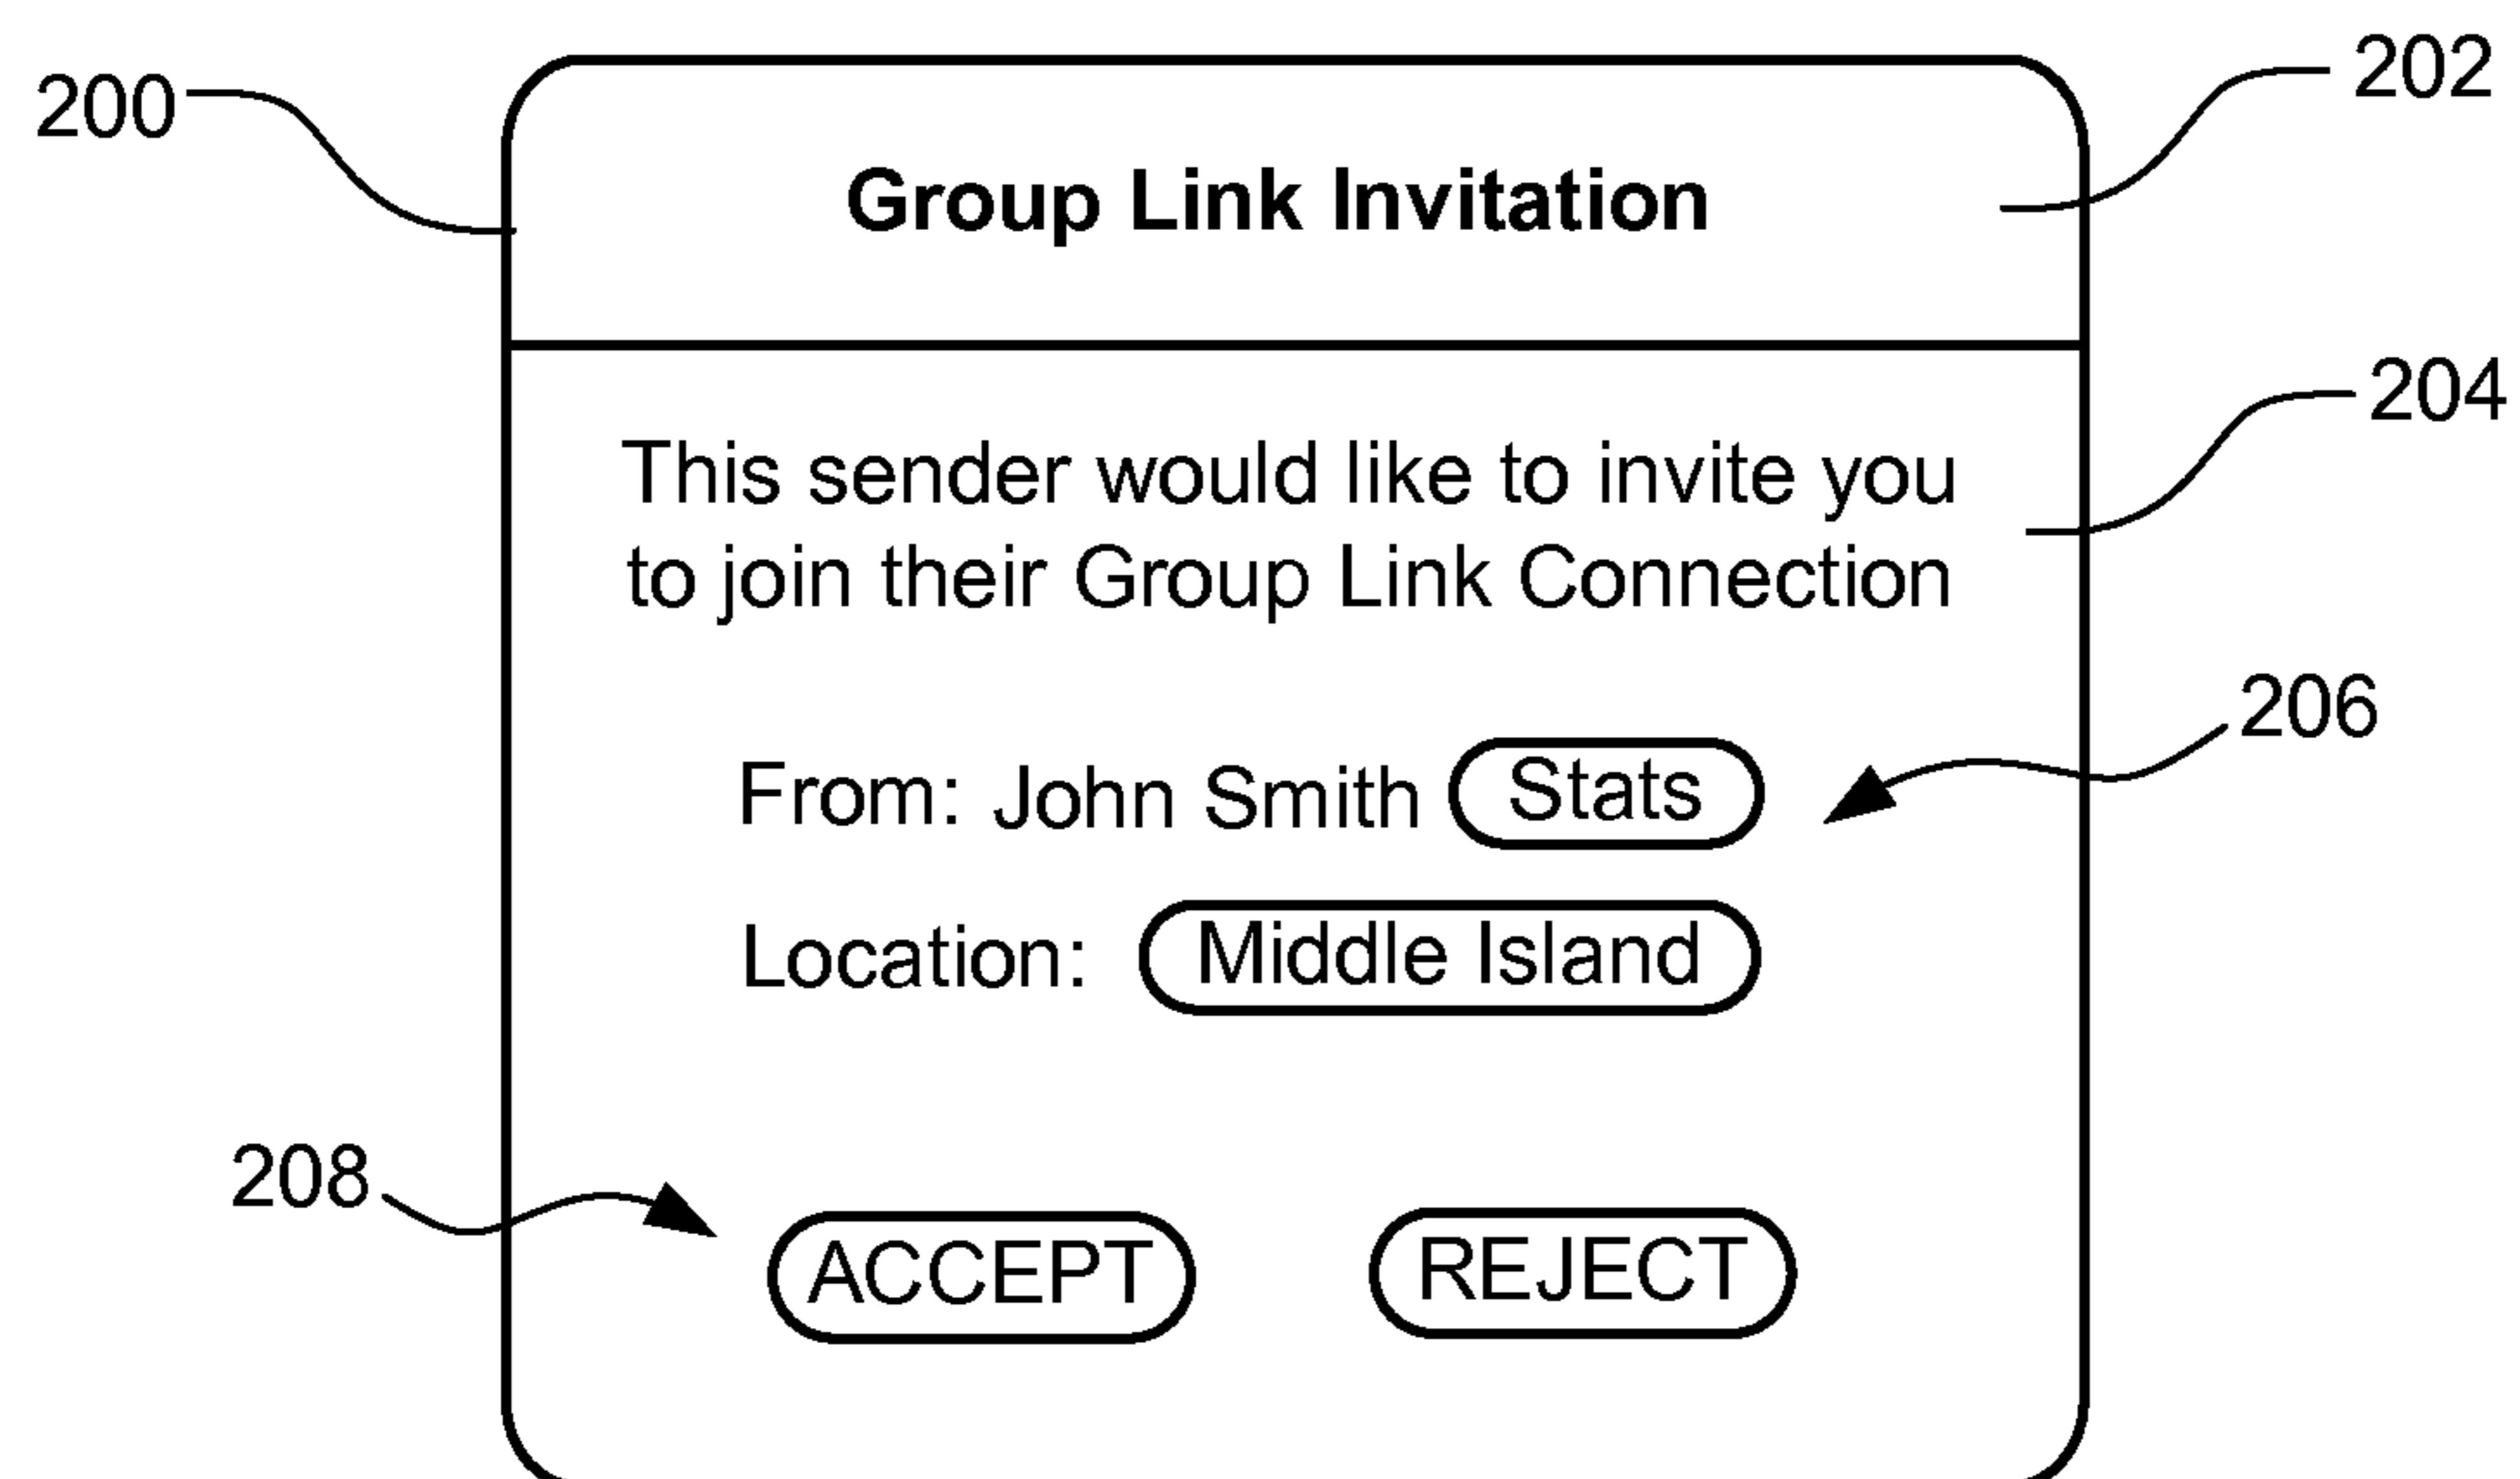 200
202
Group Link Invitation
204
This sender would like to invite you
to join their Group Link Connection
206
From: John Smith Stats
Location: Middle Island
208
ACCEPT REJECT